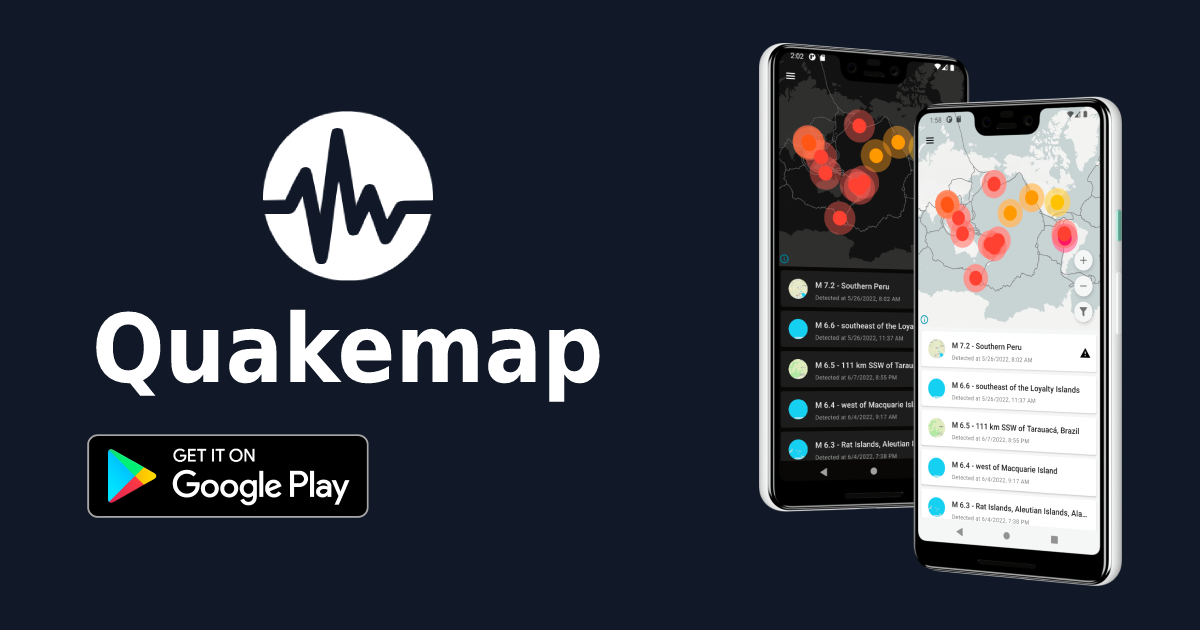 Quakemap
GET IT ON
Google Play
2:02
M 7.2 - Southern Peru
Detected at 5/26/2022, 8:02 AM
M 6.6 - southeast of the Loya
Detected at 5/26/2022, 11:37 AM
M 6.5 - 111 km SSW of Tarau
Detected at 6/7/2022, 8:55 PM
M 6.4 - west of Macquarie Isl
Detected at 6/4/2022, 9:17 AM
M 6.3 - Rat Islands, Aleutian I
Detected at 6/4/2022, 7:38 PM
1:58
M 7.2 - Southern Peru
Detected at 5/26/2022, 8:02 AM
M 6.6 - southeast of the Loyalty Islands
Detected at 5/26/2022, 11:37 AM
M 6.5 - 111 km SSW of Tarauacá, Brazil
Detected at 6/7/2022, 8:55 PM
M 6.4 - west of Macquarie Island
Detected at 6/4/2022, 9:17 AM
M 6.3 - Rat Islands, Aleutian Islands, Ala...
Detected at 6/4/2022, 7:38 PM